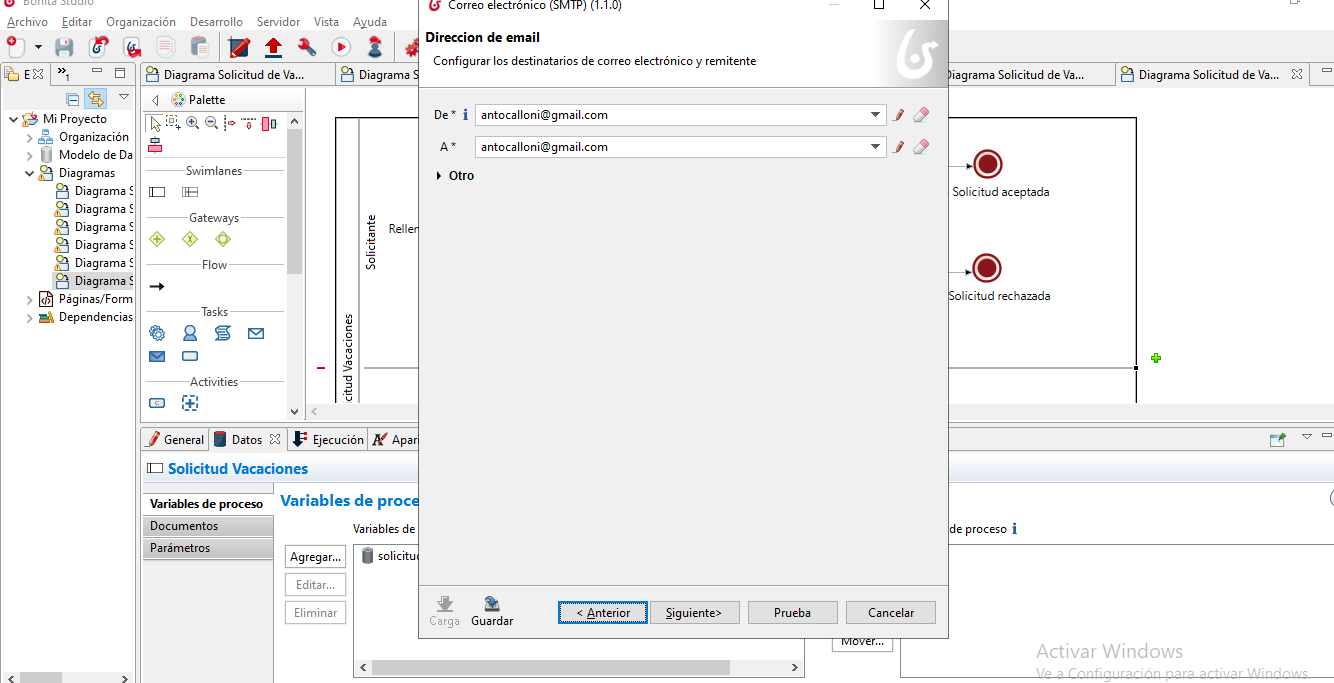 Bonita Studio
Archivo Editar Organización Desarrollo Servidor Vista Ayuda
E
»1
Diagrama Solicitud de Va...
Diagrama S
Diagrama Solicitud de Va...
Diagrama Solicitud de Va...
Mi Proyecto
Organización
Modelo de Da
Diagramas
Diagrama S
Diagrama S
Diagrama S
Diagrama S
Diagrama S
Diagrama S
Páginas/Form
Dependencias
Palette
Swimlanes
Gateways
Flow
Tasks
Activities
Solicitante
citud Vacaciones
Rellen
Solicitud aceptada
Solicitud rechazada
Correo electrónico (SMTP) (1.1.0)
Direccion de email
Configurar los destinatarios de correo electrónico y remitente
De * antocalloni@gmail.com
A * antocalloni@gmail.com
Otro
Carga
Guardar
< Anterior
Siguiente>
Prueba
Cancelar
General
Datos
Ejecución
Apari
Solicitud Vacaciones
Variables de proceso
Documentos
Parámetros
Variables de proce
Variables de
de proceso
Agregar...
Editar...
Eliminar
solicitud
Mover...
Activar Windows
Ve a Configuración para activar Windows.